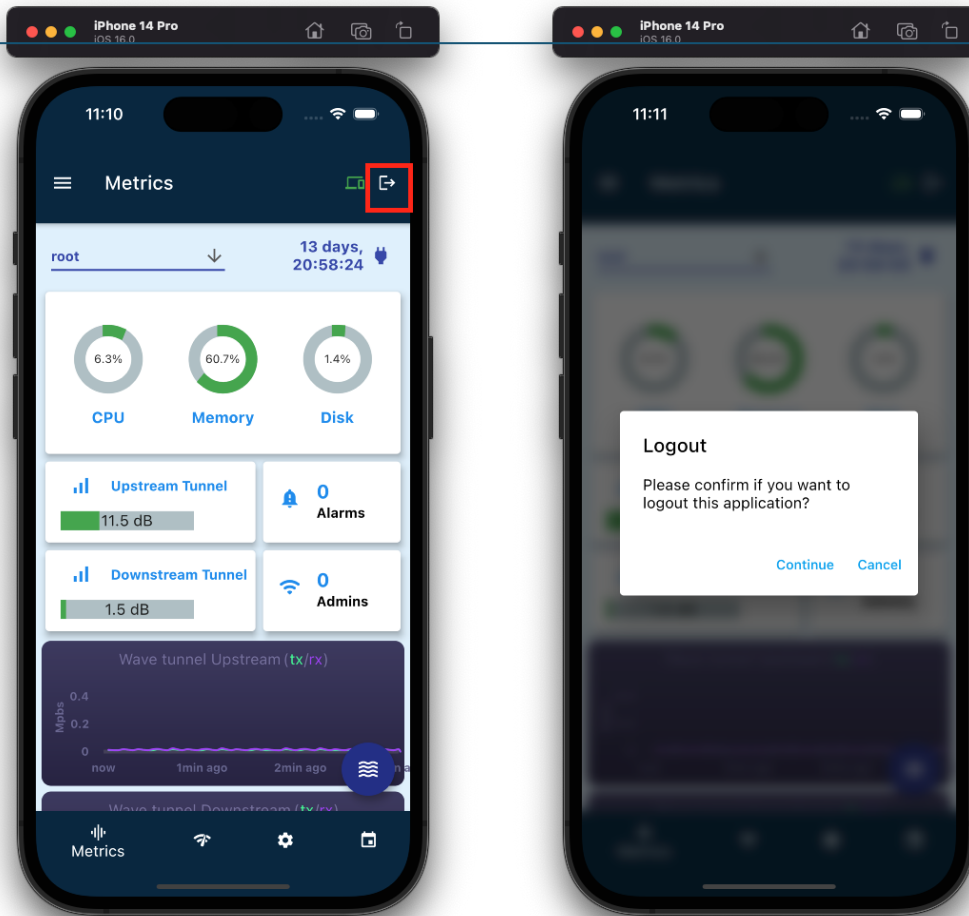 iPhone 14 Pro
iOS 16.0
11:10
Metrics
root
13 days,
20:58:24
6.3%
60.7%
1.4%
CPU
Memory
Disk
Upstream Tunnel
11.5 dB
0
Alarms
Downstream Tunnel
1.5 dB
0
Admins
Wave tunnel Upstream (tx/rx)
Mpbs
0.4
0.2
0
now
1min ago
2min ago
Wave tunnel Downstream (tx/rx)
Metrics
iPhone 14 Pro
iOS 16.0
11:11
Logout
Please confirm if you want to
logout this application?
Continue
Cancel